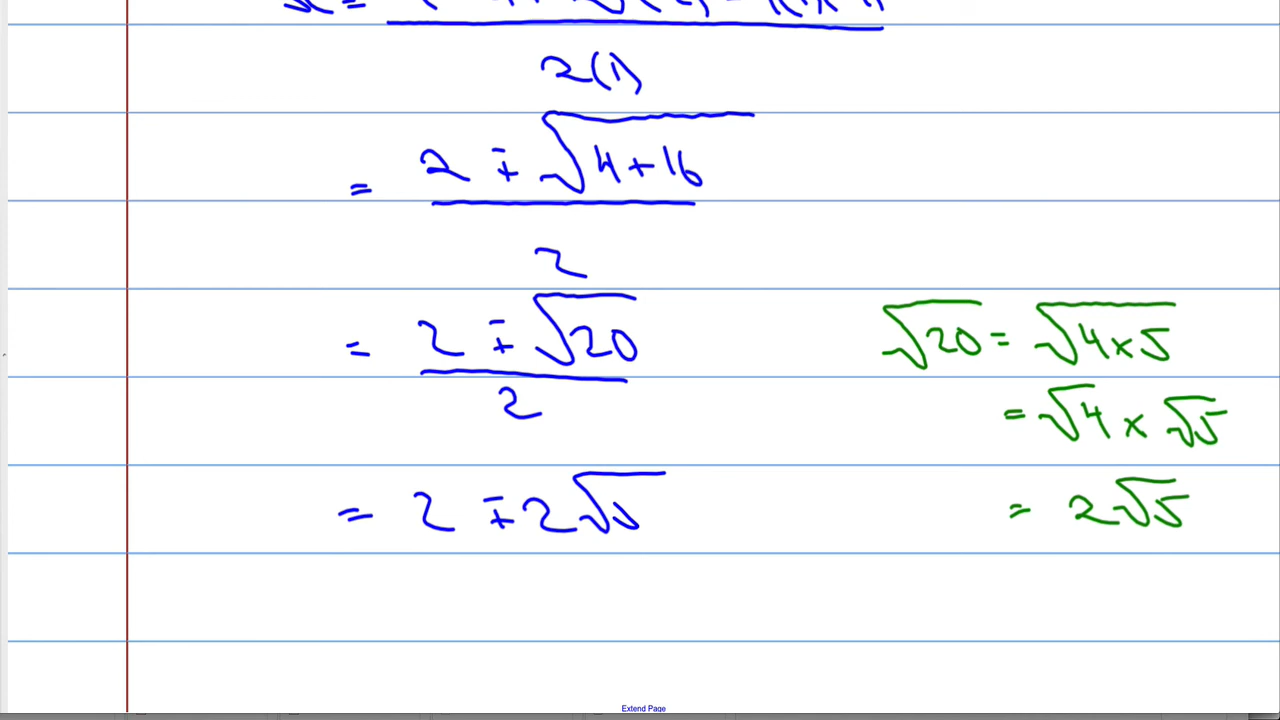 2(1)
= 2 ∓ √4+16
2
= 2 ∓ √20 √20 = √4×5
2 = √4 × √5
= 2 ∓ 2√5 = 2√5
Extend Page